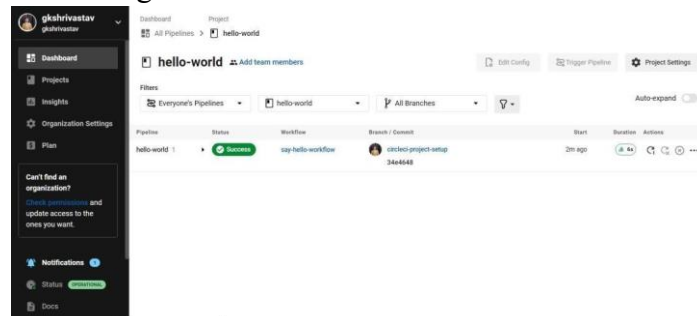 gkshrivastav
gkshrivastav
Dashboard
Projects
Insights
Organization Settings
Plan
Can't find an
organization?
Check permissions and
update access to the
ones you want.
Notifications
Status OPERATIONAL
Docs
Dashboard Project
All Pipelines > hello-world
hello-world Add team members
Edit Config Trigger Pipeline Project Settings
Filters
Everyone's Pipelines hello-world All Branches Auto-expand
Pipeline Status Workflow Branch / Commit Start Duration Actions
hello-world 1 Success say-hello-workflow circleci-project-setup 2m ago 4s
34e4648